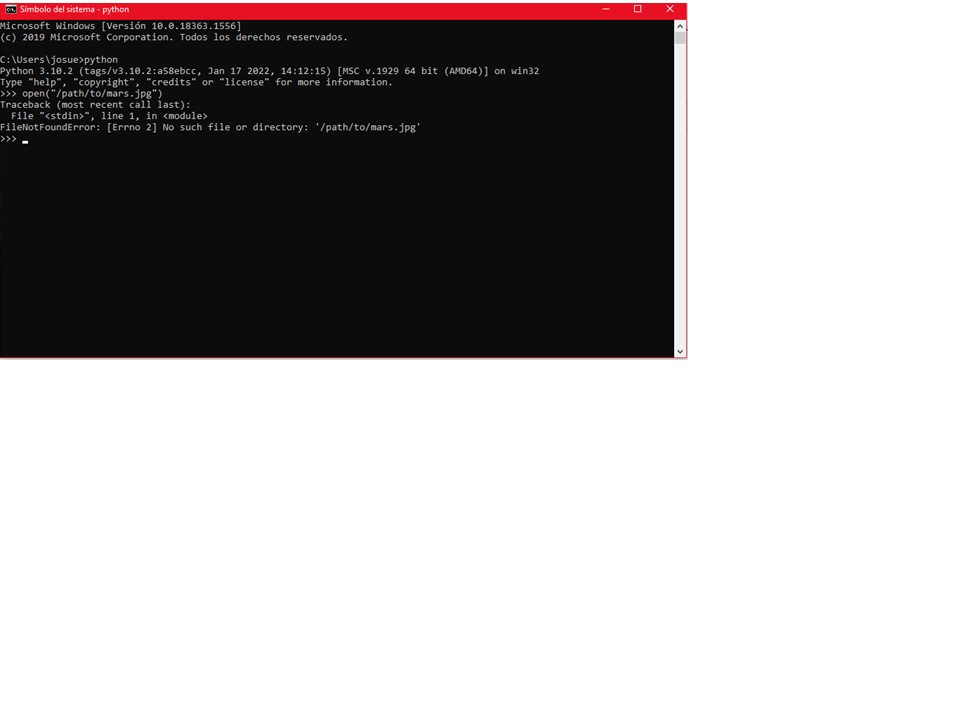 Símbolo del sistema - python
Microsoft Windows [Versión 10.0.18363.1556]
(c) 2019 Microsoft Corporation. Todos los derechos reservados.
C:\Users\josue>python
Python 3.10.2 (tags/v3.10.2:a58ebcc, Jan 17 2022, 14:12:15) [MSC v.1929 64 bit (AMD64)] on win32
Type "help", "copyright", "credits" or "license" for more information.
>>> open("/path/to/mars.jpg")
Traceback (most recent call last):
  File "<stdin>", line 1, in <module>
FileNotFoundError: [Errno 2] No such file or directory: '/path/to/mars.jpg'
>>>